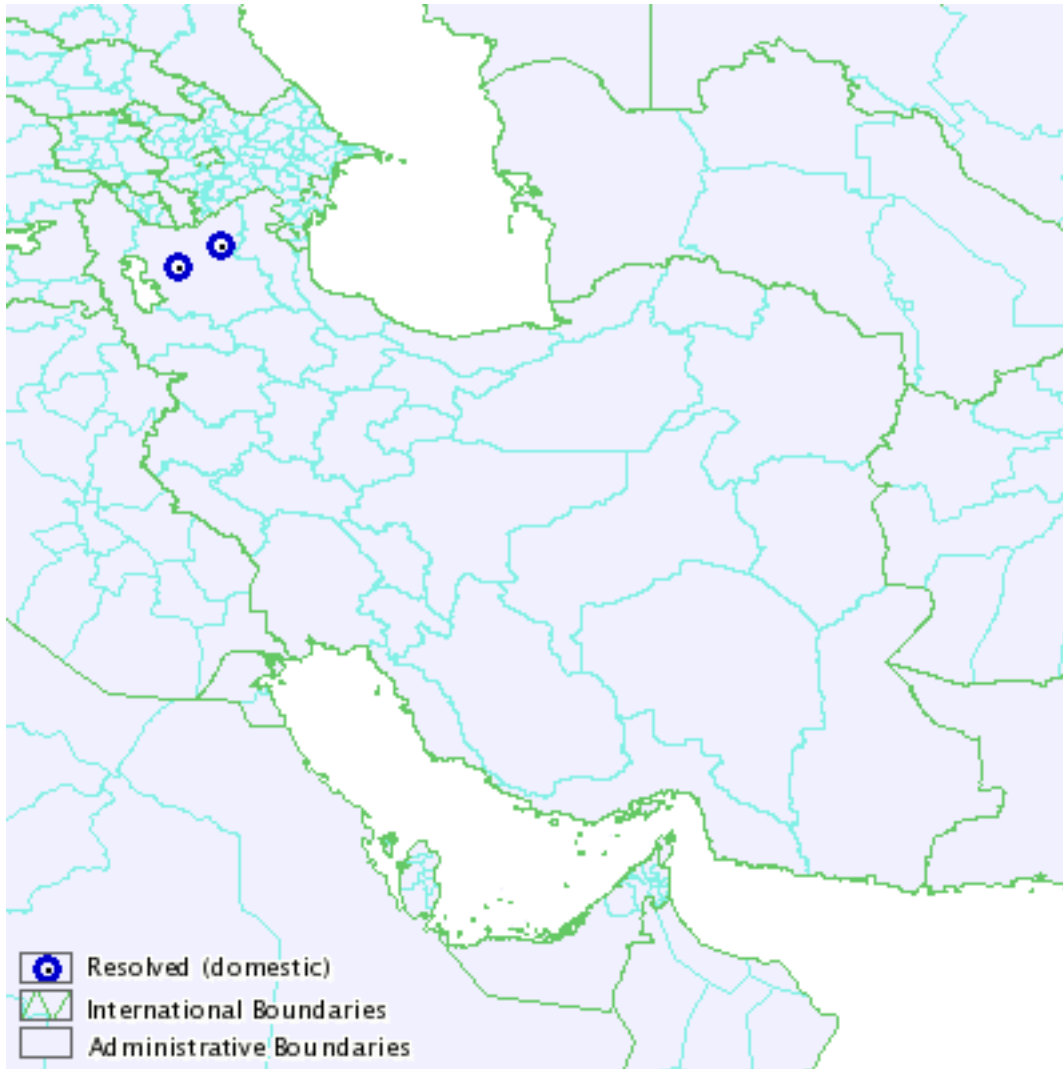 Resolved (domestic)
International Boundaries
Administrative Boundaries